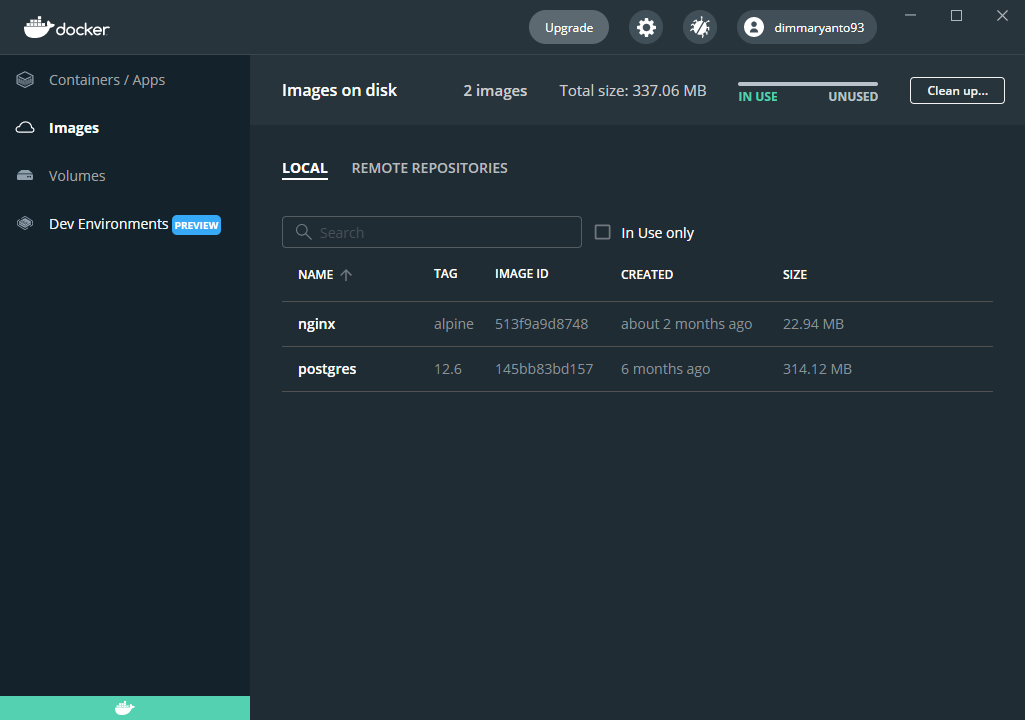 docker
Upgrade
dimmaryanto93
Containers / Apps
Images
Volumes
Dev Environments PREVIEW
Images on disk
2 images
Total size: 337.06 MB
IN USE
UNUSED
Clean up...
LOCAL
REMOTE REPOSITORIES
Search
In Use only
NAME TAG IMAGE ID CREATED SIZE
nginx alpine 513f9a9d8748 about 2 months ago 22.94 MB
postgres 12.6 145bb83bd157 6 months ago 314.12 MB